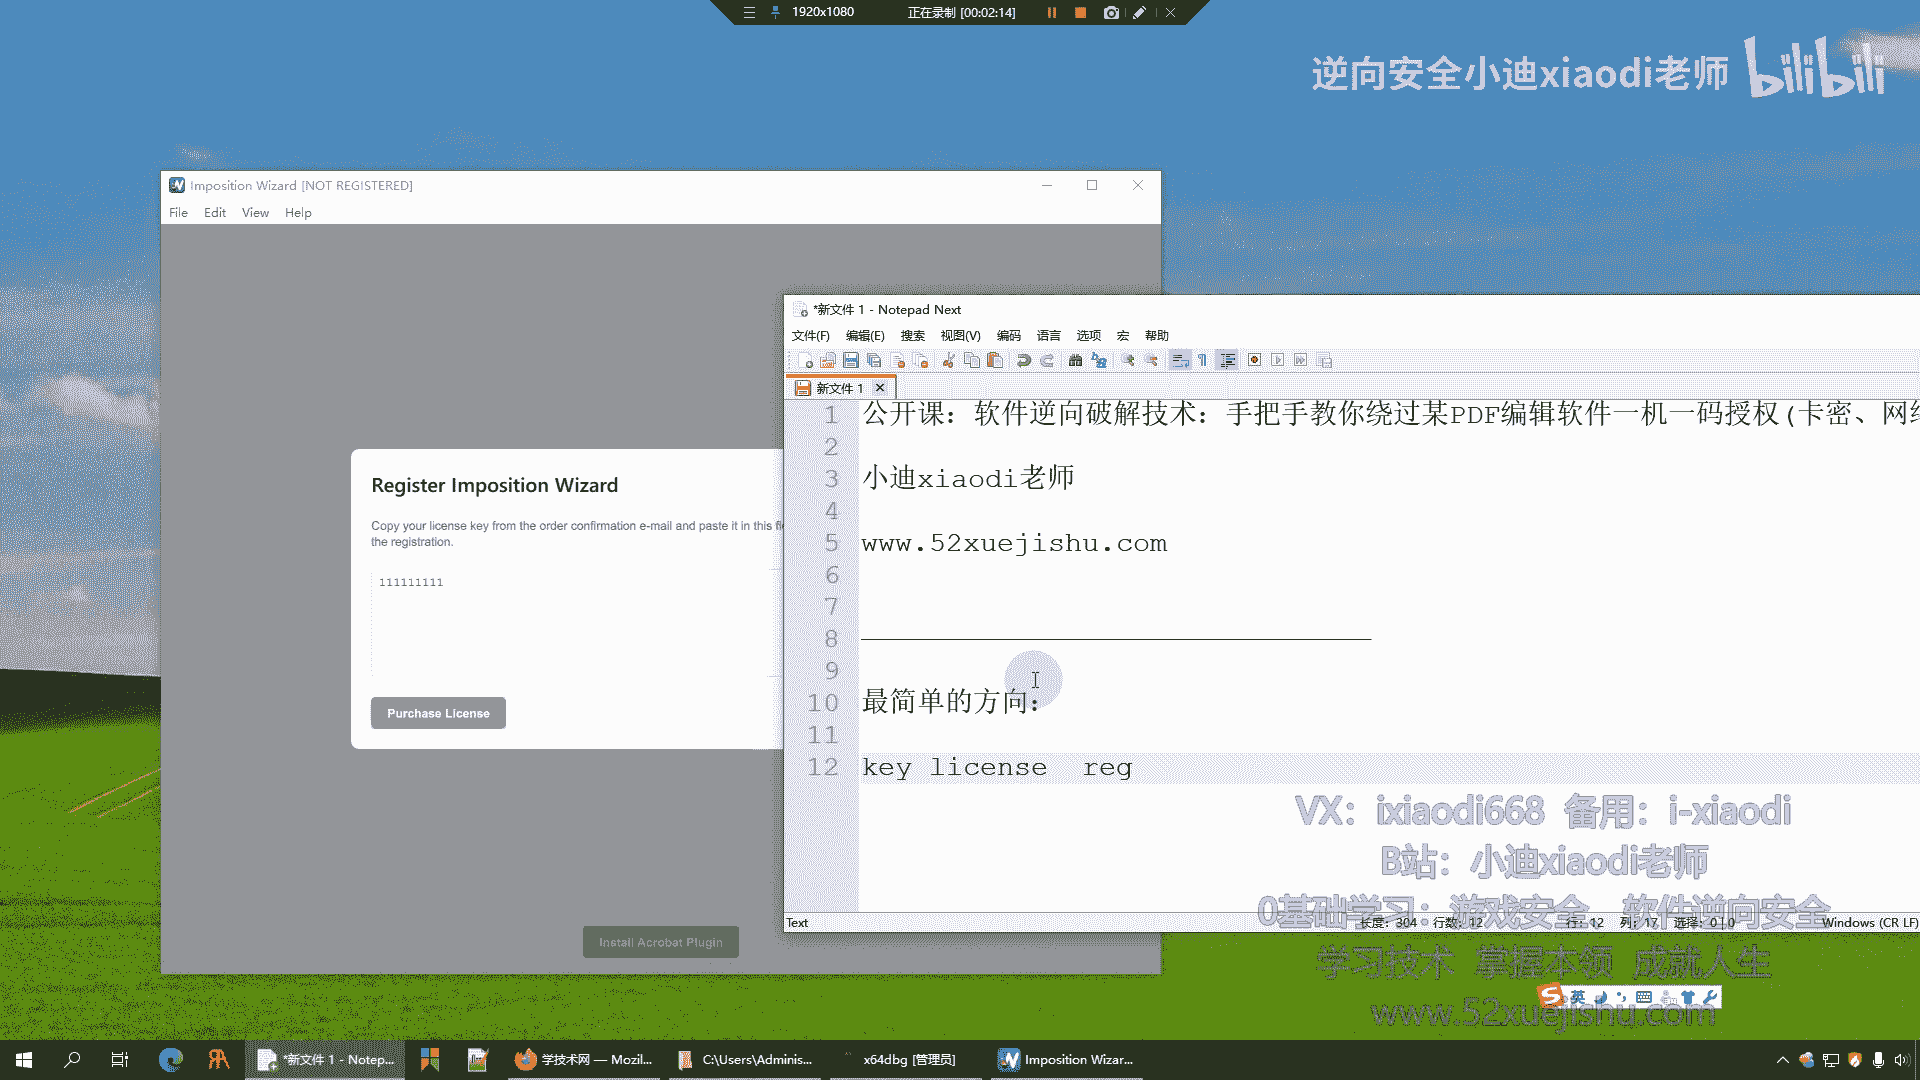 1920x1080
正在录制 [00:02:14]
逆向安全小迪xiaodi老师 bilibili
Imposition Wizard [NOT REGISTERED]
File Edit View Help
Register Imposition Wizard
Copy your license key from the order confirmation e-mail and paste it in this
the registration.
111111111
Purchase License
Install Acrobat Plugin
*新文件 1 - Notepad Next
文件(F) 编辑(E) 搜索 视图(V) 编码 语言 选项 宏 帮助
新文件 1
1 公开课：软件逆向破解技术：手把手教你绕过某PDF编辑软件一机一码授权(卡密、网
2
3 小迪xiaodi老师
4
5 www.52xuejishu.com
6
7
8
9
10 最简单的方向：
11
12 key license reg
VX：ixiaodi668 备用：i-xiaodi
B站：小迪xiaodi老师
0基础学习：游戏安全、软件逆向安全
Text 长度：304 行数：12 行：12 列：17 选择：0 | 0 Windows (CR LF)
学习技术 掌握本领 成就人生
英
www.52xuejishu.com
*新文件 1 - Notep...
学技术网 — Mozil...
C:\Users\Adminis...
x64dbg [管理员]
Imposition Wizar...